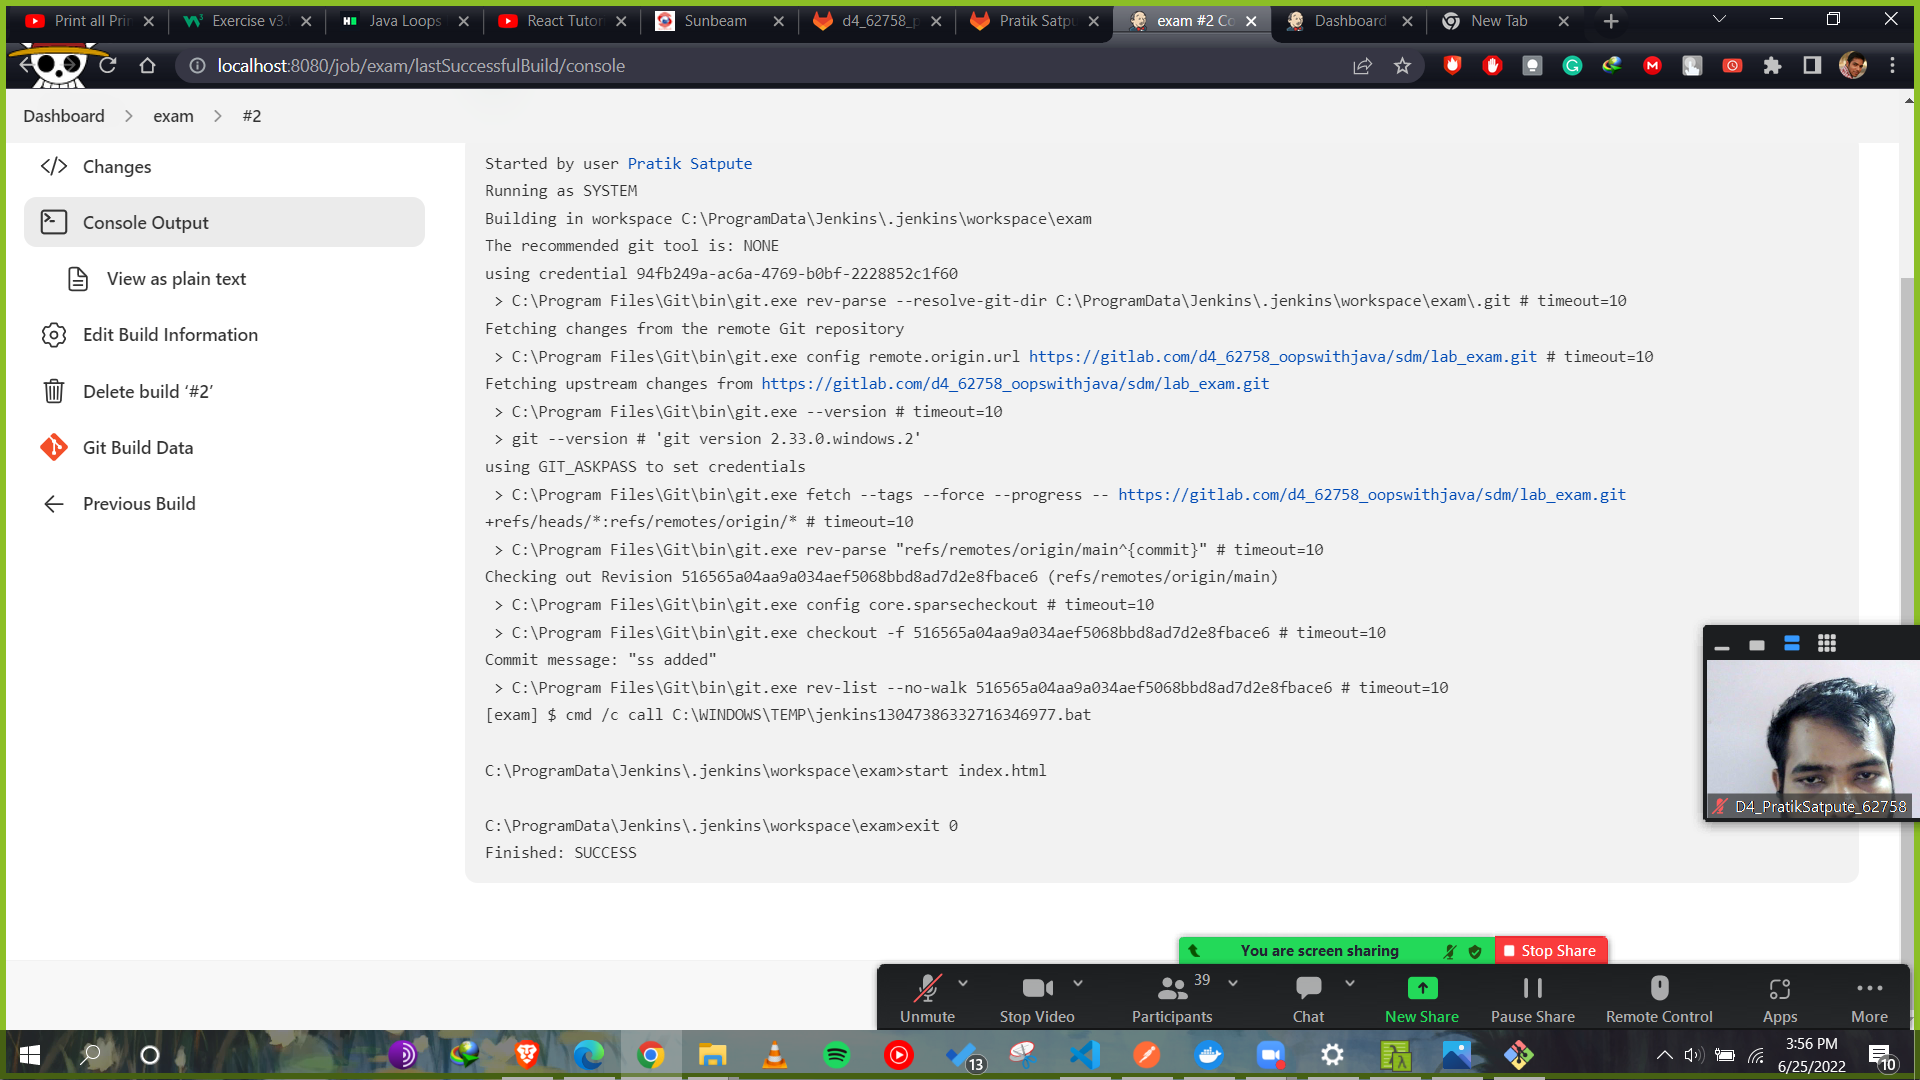 Print all Prin
Exercise v3.
Java Loops
React Tutor
Sunbeam
d4_62758_p
Pratik Satpu
exam #2 Co
Dashboard
New Tab
localhost:8080/job/exam/lastSuccessfulBuild/console
Dashboard > exam > #2
Changes
Console Output
View as plain text
Edit Build Information
Delete build ‘#2’
Git Build Data
Previous Build
Started by user Pratik Satpute
Running as SYSTEM
Building in workspace C:\ProgramData\Jenkins\.jenkins\workspace\exam
The recommended git tool is: NONE
using credential 94fb249a-ac6a-4769-b0bf-2228852c1f60
> C:\Program Files\Git\bin\git.exe rev-parse --resolve-git-dir C:\ProgramData\Jenkins\.jenkins\workspace\exam\.git # timeout=10
Fetching changes from the remote Git repository
> C:\Program Files\Git\bin\git.exe config remote.origin.url https://gitlab.com/d4_62758_oopswithjava/sdm/lab_exam.git # timeout=10
Fetching upstream changes from https://gitlab.com/d4_62758_oopswithjava/sdm/lab_exam.git
> C:\Program Files\Git\bin\git.exe --version # timeout=10
> git --version # 'git version 2.33.0.windows.2'
using GIT_ASKPASS to set credentials
> C:\Program Files\Git\bin\git.exe fetch --tags --force --progress -- https://gitlab.com/d4_62758_oopswithjava/sdm/lab_exam.git
+refs/heads/*:refs/remotes/origin/* # timeout=10
> C:\Program Files\Git\bin\git.exe rev-parse "refs/remotes/origin/main^{commit}" # timeout=10
Checking out Revision 516565a04aa9a034aef5068bbd8ad7d2e8fbace6 (refs/remotes/origin/main)
> C:\Program Files\Git\bin\git.exe config core.sparsecheckout # timeout=10
> C:\Program Files\Git\bin\git.exe checkout -f 516565a04aa9a034aef5068bbd8ad7d2e8fbace6 # timeout=10
Commit message: "ss added"
> C:\Program Files\Git\bin\git.exe rev-list --no-walk 516565a04aa9a034aef5068bbd8ad7d2e8fbace6 # timeout=10
[exam] $ cmd /c call C:\WINDOWS\TEMP\jenkins13047386332716346977.bat
C:\ProgramData\Jenkins\.jenkins\workspace\exam>start index.html
C:\ProgramData\Jenkins\.jenkins\workspace\exam>exit 0
Finished: SUCCESS
D4_PratikSatpute_62758
You are screen sharing
Stop Share
Unmute
Stop Video
39
Participants
Chat
New Share
Pause Share
Remote Control
Apps
More
13
3:56 PM
6/25/2022
10